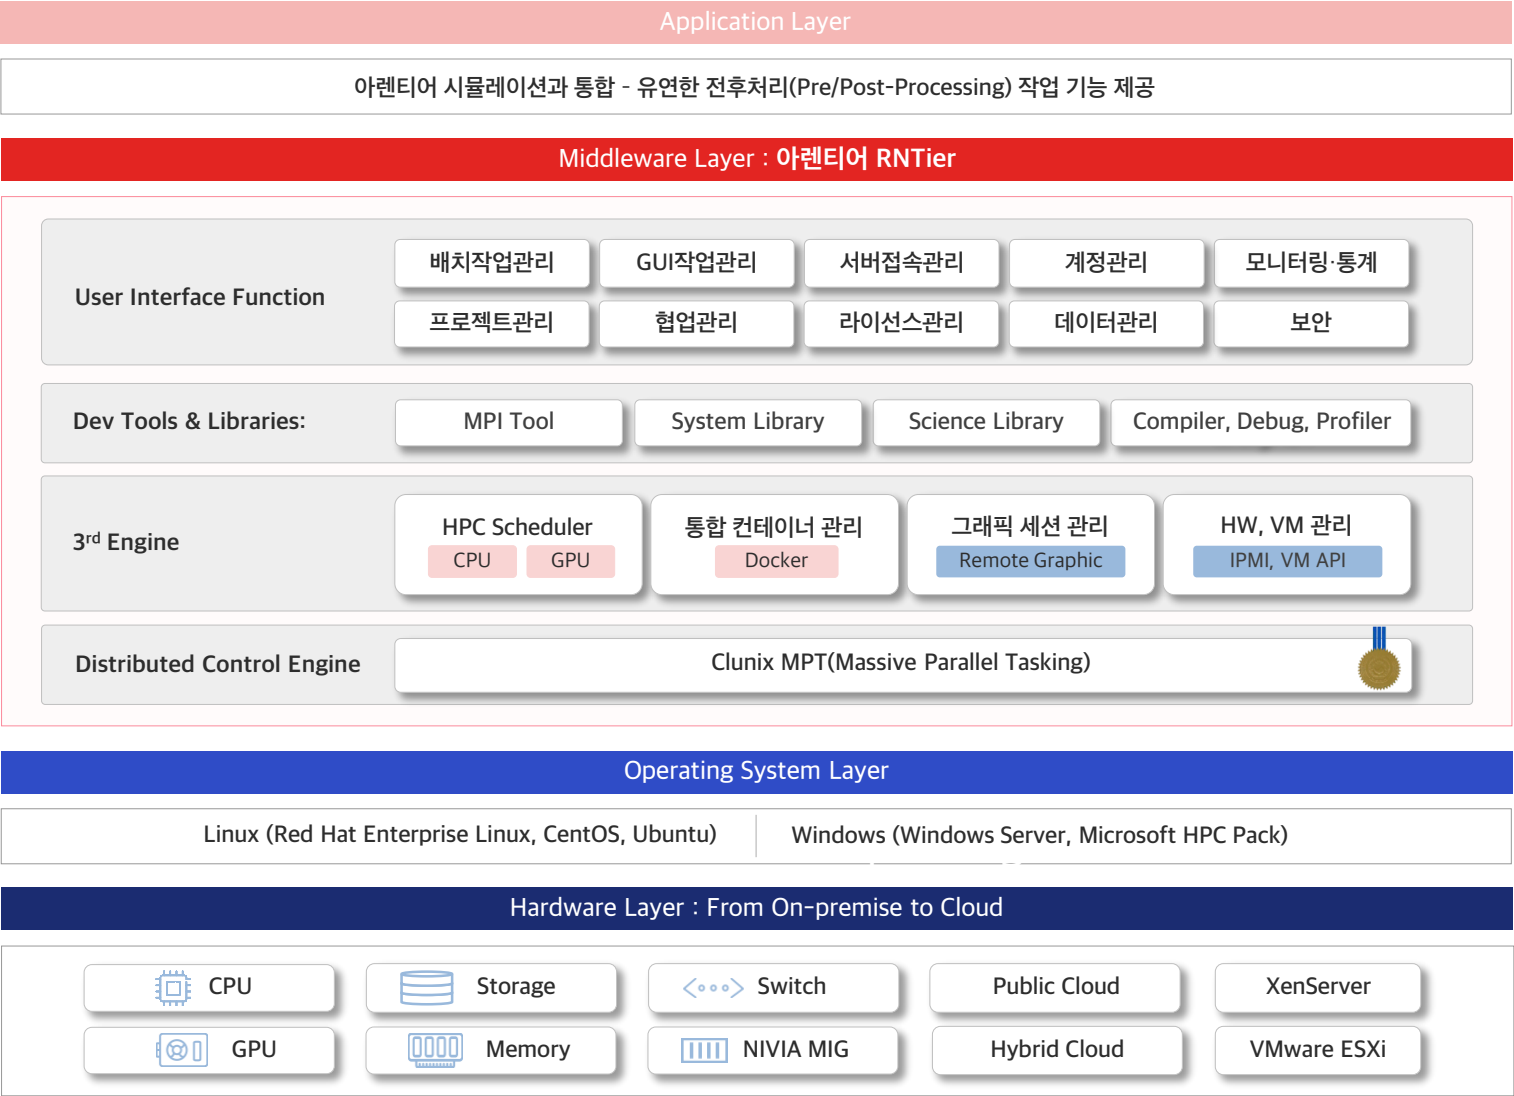 Application Layer
아렌티어 시뮬레이션과 통합 - 유연한 전후처리(Pre/Post-Processing) 작업 기능 제공
Middleware Layer : 아렌티어 RNTier
User Interface Function
배치작업관리 GUI작업관리 서버접속관리 계정관리 모니터링·통계
프로젝트관리 협업관리 라이선스관리 데이터관리 보안
Dev Tools & Libraries: MPI Tool System Library Science Library Compiler, Debug, Profiler
3rd Engine
HPC Scheduler 통합 컨테이너 관리 그래픽 세션 관리 HW, VM 관리
CPU GPU Docker Remote Graphic IPMI, VM API
Distributed Control Engine Clunix MPT(Massive Parallel Tasking)
Operating System Layer
Linux (Red Hat Enterprise Linux, CentOS, Ubuntu) Windows (Windows Server, Microsoft HPC Pack)
Hardware Layer : From On-premise to Cloud
CPU Storage Switch Public Cloud XenServer
GPU Memory NIVIA MIG Hybrid Cloud VMware ESXi